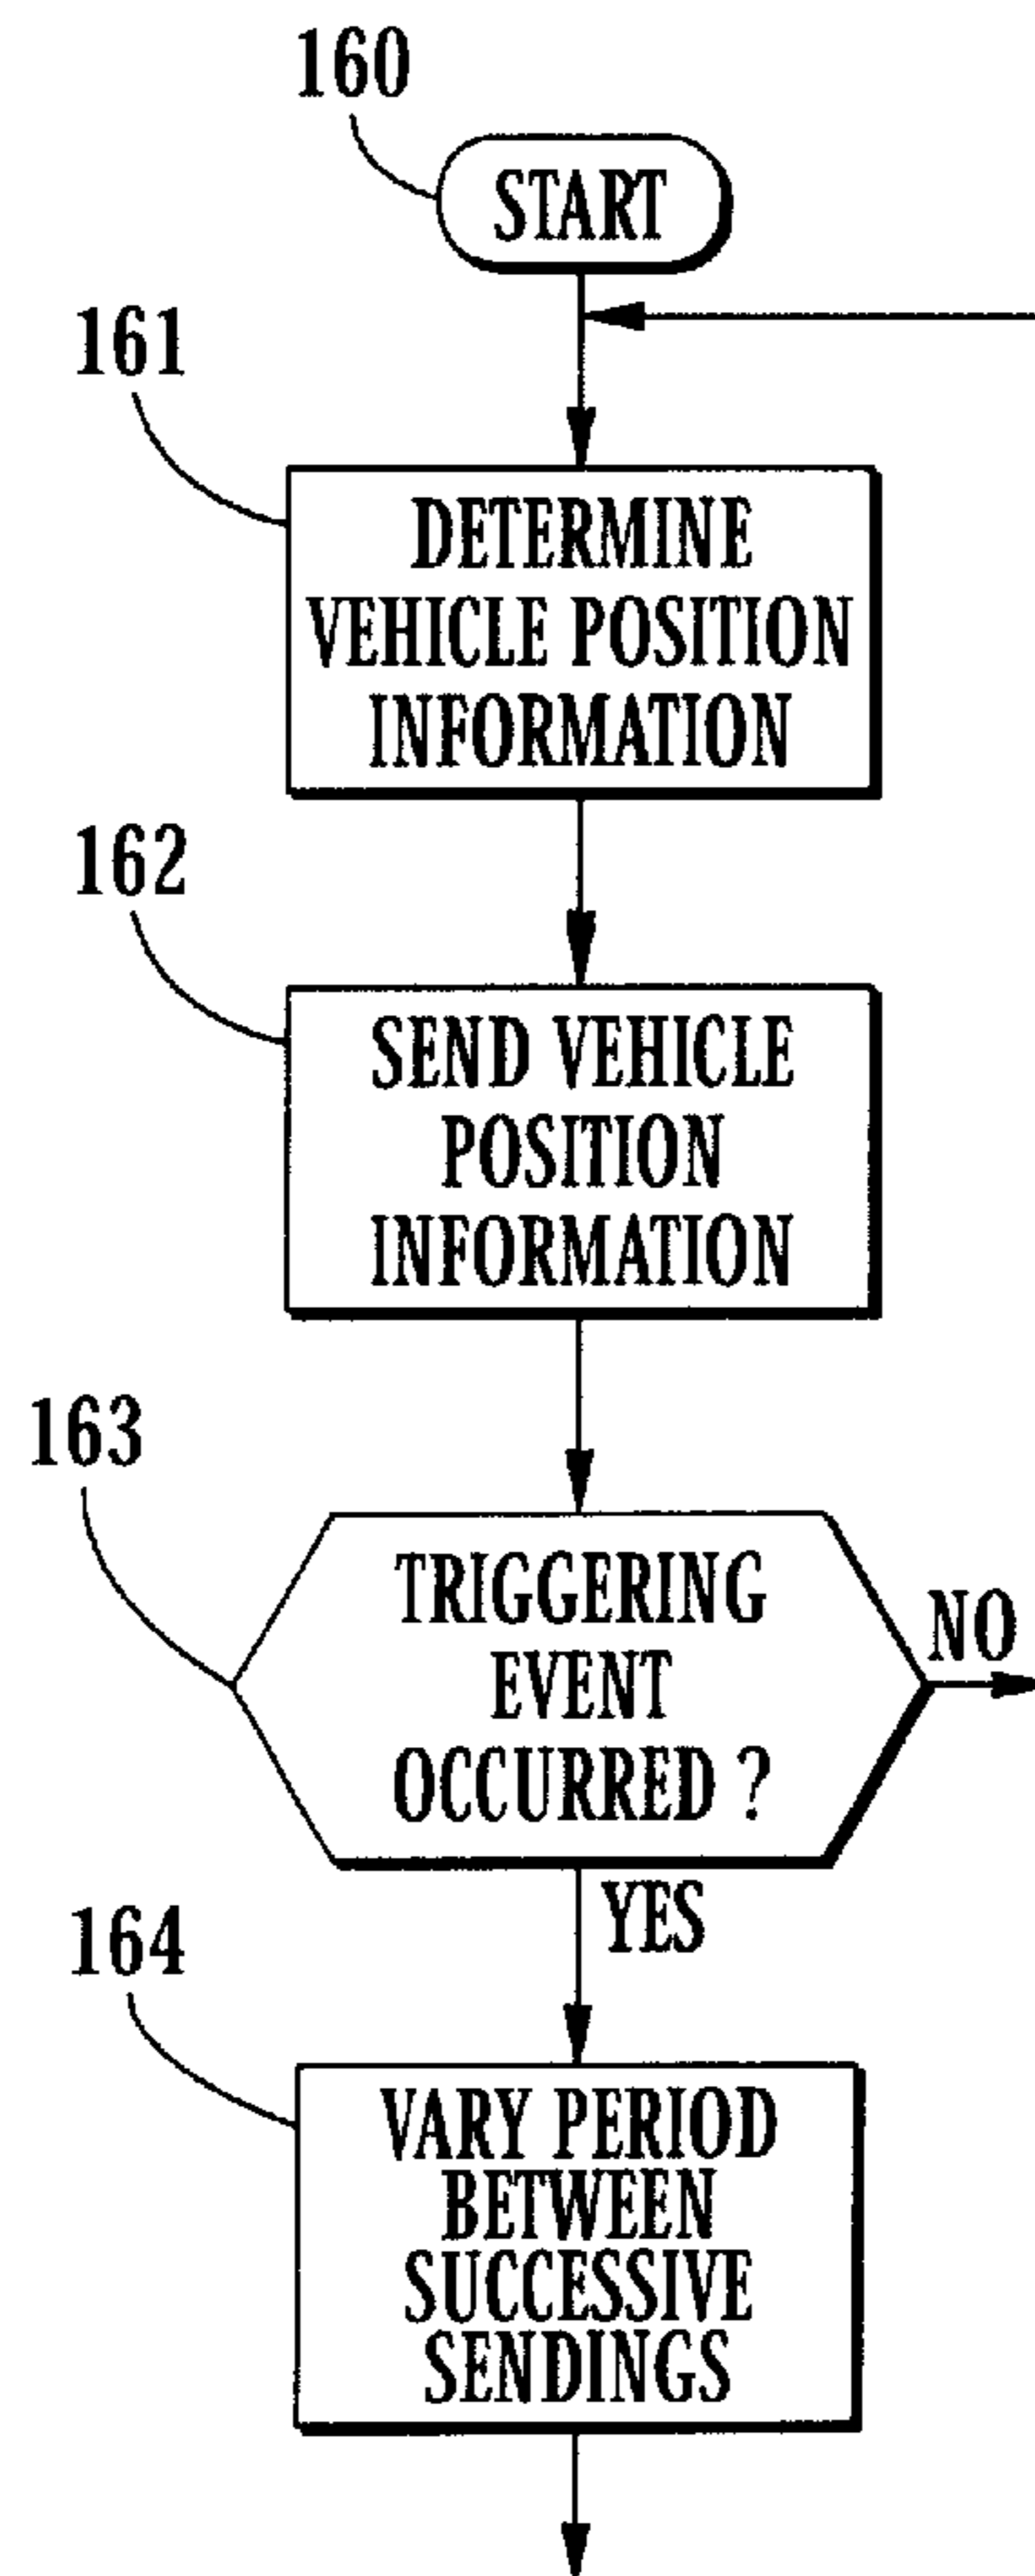 160
START
161
DETERMINE
VEHICLE POSITION
INFORMATION
162
SEND VEHICLE
POSITION
INFORMATION
163
TRIGGERING
EVENT
OCCURRED ?
NO
YES
164
VARY PERIOD
BETWEEN
SUCCESSIVE
SENDINGS